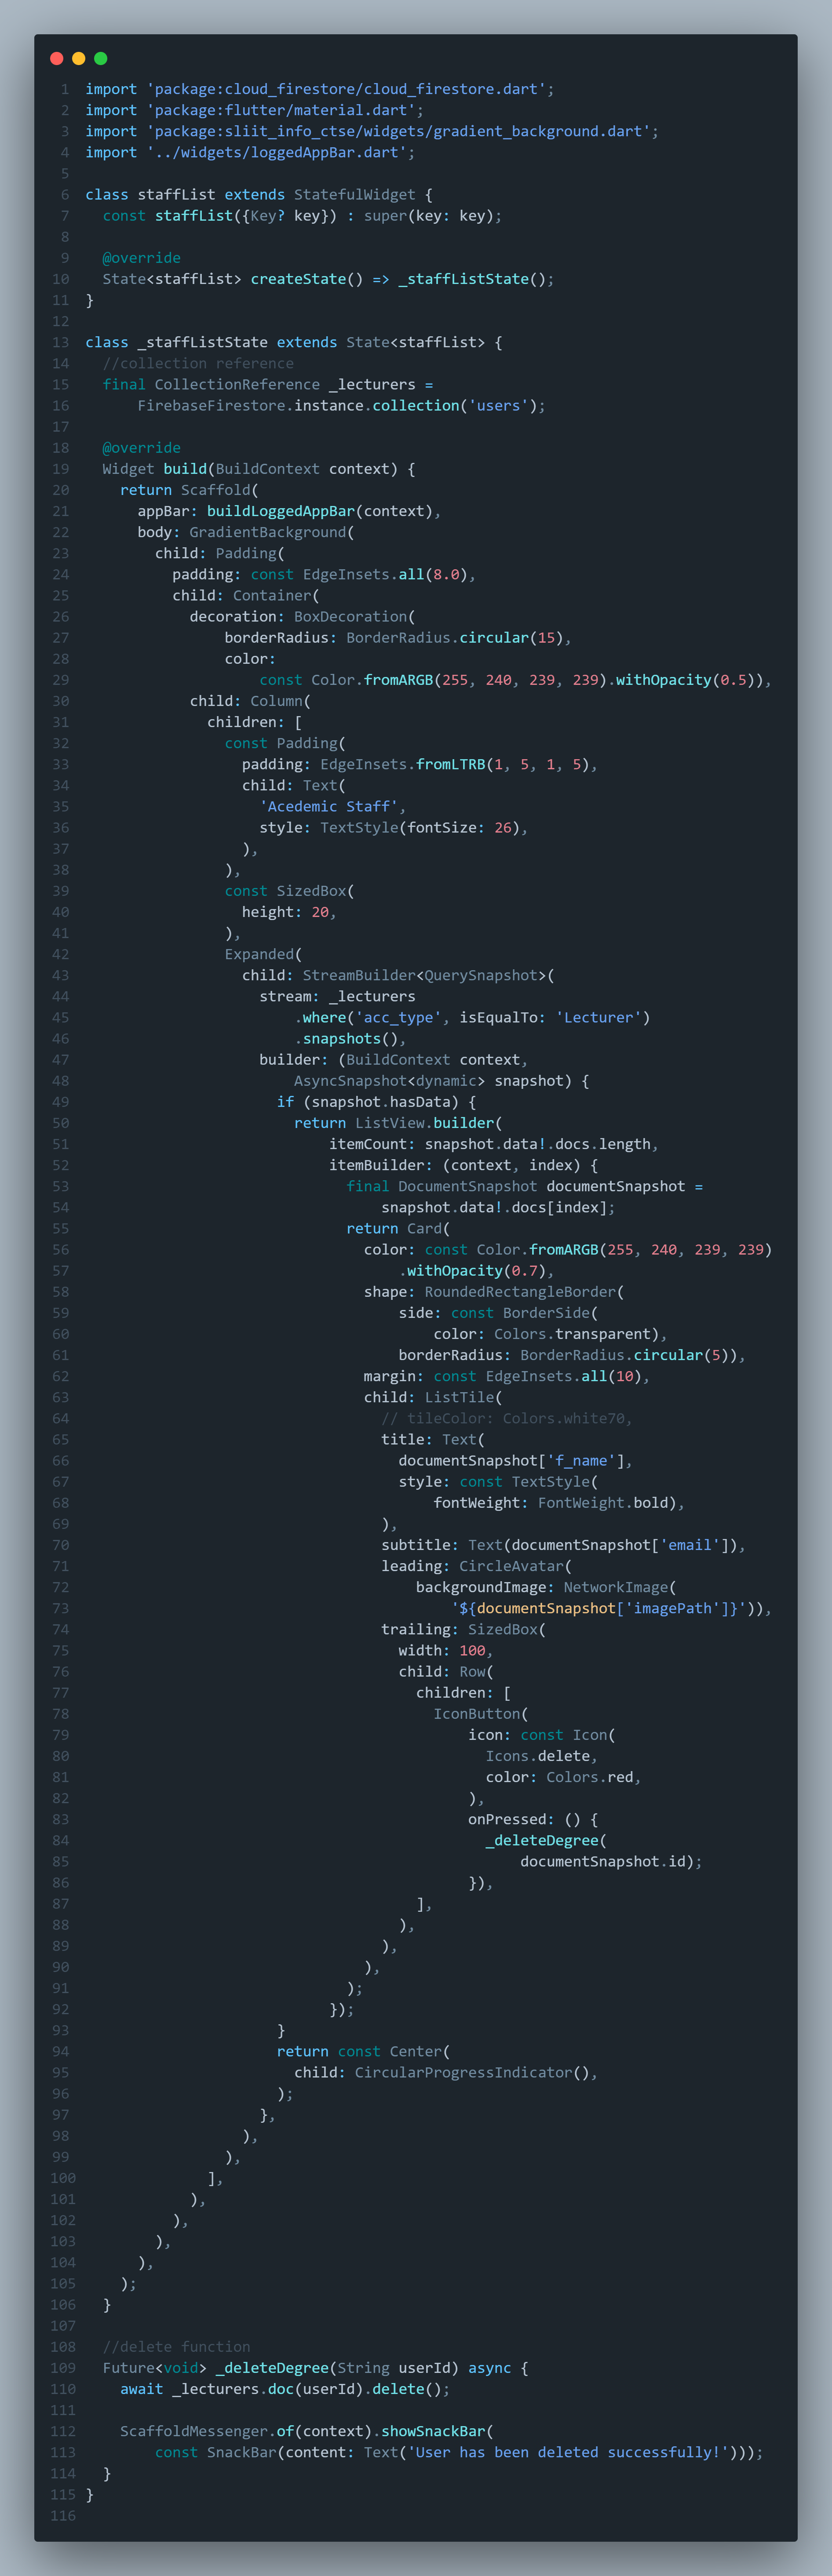 1 import 'package:cloud_firestore/cloud_firestore.dart';
2 import 'package:flutter/material.dart';
3 import 'package:sliit_info_ctse/widgets/gradient_background.dart';
4 import '../widgets/loggedAppBar.dart';
5
6 class staffList extends StatefulWidget {
7   const staffList({Key? key}) : super(key: key);
8
9   @override
10   State<staffList> createState() => _staffListState();
11 }
12
13 class _staffListState extends State<staffList> {
14   //collection reference
15   final CollectionReference _lecturers =
16       FirebaseFirestore.instance.collection('users');
17
18   @override
19   Widget build(BuildContext context) {
20     return Scaffold(
21       appBar: buildLoggedAppBar(context),
22       body: GradientBackground(
23         child: Padding(
24           padding: const EdgeInsets.all(8.0),
25           child: Container(
26             decoration: BoxDecoration(
27                 borderRadius: BorderRadius.circular(15),
28                 color:
29                     const Color.fromARGB(255, 240, 239, 239).withOpacity(0.5)),
30             child: Column(
31               children: [
32                 const Padding(
33                   padding: EdgeInsets.fromLTRB(1, 5, 1, 5),
34                   child: Text(
35                     'Acedemic Staff',
36                     style: TextStyle(fontSize: 26),
37                   ),
38                 ),
39                 const SizedBox(
40                   height: 20,
41                 ),
42                 Expanded(
43                   child: StreamBuilder<QuerySnapshot>(
44                     stream: _lecturers
45                         .where('acc_type', isEqualTo: 'Lecturer')
46                         .snapshots(),
47                     builder: (BuildContext context,
48                         AsyncSnapshot<dynamic> snapshot) {
49                       if (snapshot.hasData) {
50                         return ListView.builder(
51                             itemCount: snapshot.data!.docs.length,
52                             itemBuilder: (context, index) {
53                               final DocumentSnapshot documentSnapshot =
54                                   snapshot.data!.docs[index];
55                               return Card(
56                                 color: const Color.fromARGB(255, 240, 239, 239)
57                                     .withOpacity(0.7),
58                                 shape: RoundedRectangleBorder(
59                                     side: const BorderSide(
60                                         color: Colors.transparent),
61                                     borderRadius: BorderRadius.circular(5)),
62                                 margin: const EdgeInsets.all(10),
63                                 child: ListTile(
64                                   // tileColor: Colors.white70,
65                                   title: Text(
66                                     documentSnapshot['f_name'],
67                                     style: const TextStyle(
68                                         fontWeight: FontWeight.bold),
69                                   ),
70                                   subtitle: Text(documentSnapshot['email']),
71                                   leading: CircleAvatar(
72                                       backgroundImage: NetworkImage(
73                                           '${documentSnapshot['imagePath']}')),
74                                   trailing: SizedBox(
75                                     width: 100,
76                                     child: Row(
77                                       children: [
78                                         IconButton(
79                                             icon: const Icon(
80                                               Icons.delete,
81                                               color: Colors.red,
82                                             ),
83                                             onPressed: () {
84                                               _deleteDegree(
85                                                   documentSnapshot.id);
86                                             }),
87                                       ],
88                                     ),
89                                   ),
90                                 ),
91                               );
92                             });
93                       }
94                       return const Center(
95                         child: CircularProgressIndicator(),
96                       );
97                     },
98                   ),
99                 ),
100               ],
101             ),
102           ),
103         ),
104       ),
105     );
106   }
107
108   //delete function
109   Future<void> _deleteDegree(String userId) async {
110     await _lecturers.doc(userId).delete();
111
112     ScaffoldMessenger.of(context).showSnackBar(
113         const SnackBar(content: Text('User has been deleted successfully!')));
114   }
115 }
116